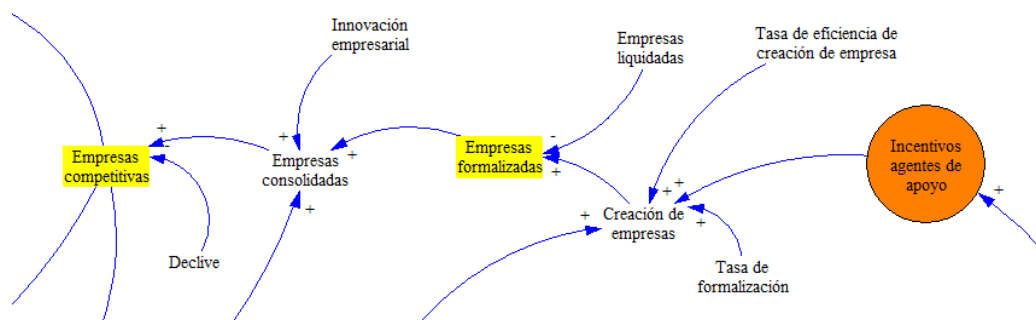 Innovación
empresarial
Empresas
liquidadas
Tasa de eficiencia de
creación de empresa
+
-
+
+
Empresas
competitivas
Empresas
consolidadas
+
+
Empresas
formalizadas
-
+
Incentivos
agentes de
apoyo
+
+
+
Creación de
empresas
+
+
Declive
Tasa de
formalización